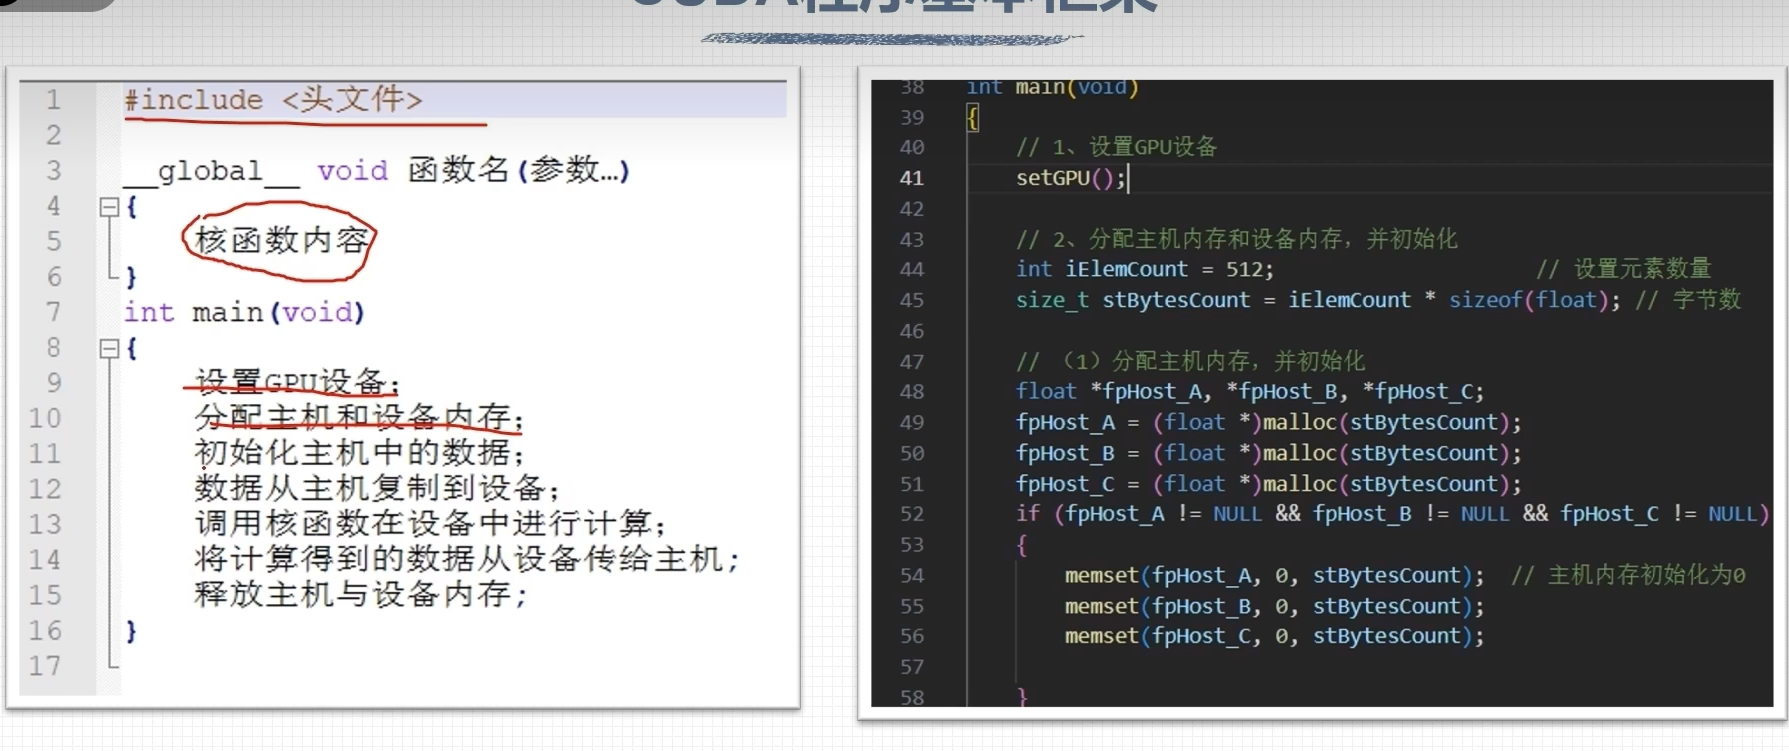 CUDA程序基本框架
1 #include <头文件>
2
3 __global__ void 函数名(参数…)
4 {
5 核函数内容
6 }
7 int main(void)
8 {
9 设置GPU设备;
10 分配主机和设备内存;
11 初始化主机中的数据;
12 数据从主机复制到设备;
13 调用核函数在设备中进行计算;
14 将计算得到的数据从设备传给主机;
15 释放主机与设备内存;
16 }
17
38 int main(void)
39 {
40 // 1、设置GPU设备
41 setGPU();
42
43 // 2、分配主机内存和设备内存，并初始化
44 int iElemCount = 512; // 设置元素数量
45 size_t stBytesCount = iElemCount * sizeof(float); // 字节数
46
47 // （1）分配主机内存，并初始化
48 float *fpHost_A, *fpHost_B, *fpHost_C;
49 fpHost_A = (float *)malloc(stBytesCount);
50 fpHost_B = (float *)malloc(stBytesCount);
51 fpHost_C = (float *)malloc(stBytesCount);
52 if (fpHost_A != NULL && fpHost_B != NULL && fpHost_C != NULL)
53 {
54 memset(fpHost_A, 0, stBytesCount); // 主机内存初始化为0
55 memset(fpHost_B, 0, stBytesCount);
56 memset(fpHost_C, 0, stBytesCount);
57
58 }